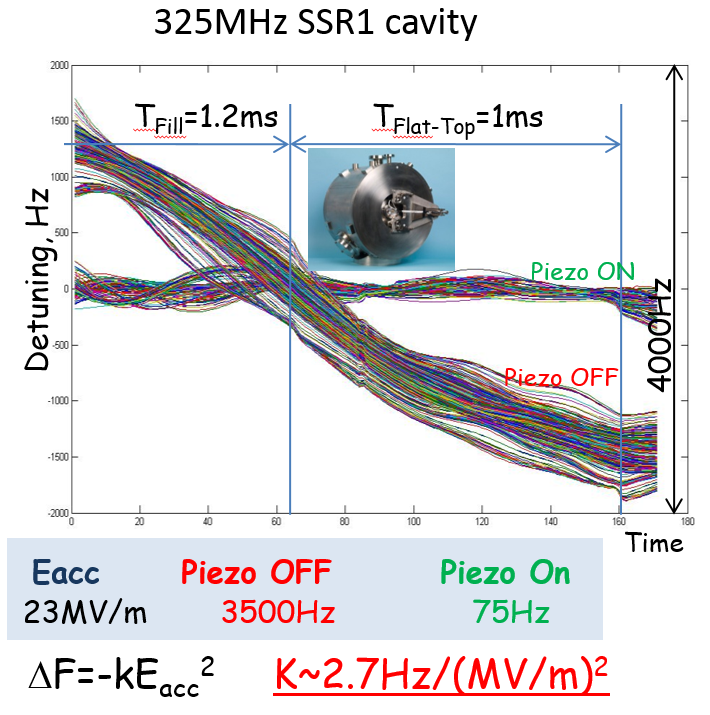 325MHz SSR1 cavity
2000
1500
1000
500
0
-500
-1000
-1500
-2000
0 20 40 60 80 100 120 140 160 180
Detuning, Hz
TFill=1.2ms TFlat-Top=1ms
Piezo ON
Piezo OFF
4000Hz
Time
Eacc Piezo OFF Piezo On
23MV/m 3500Hz 75Hz
ΔF=-kEacc² K~2.7Hz/(MV/m)²